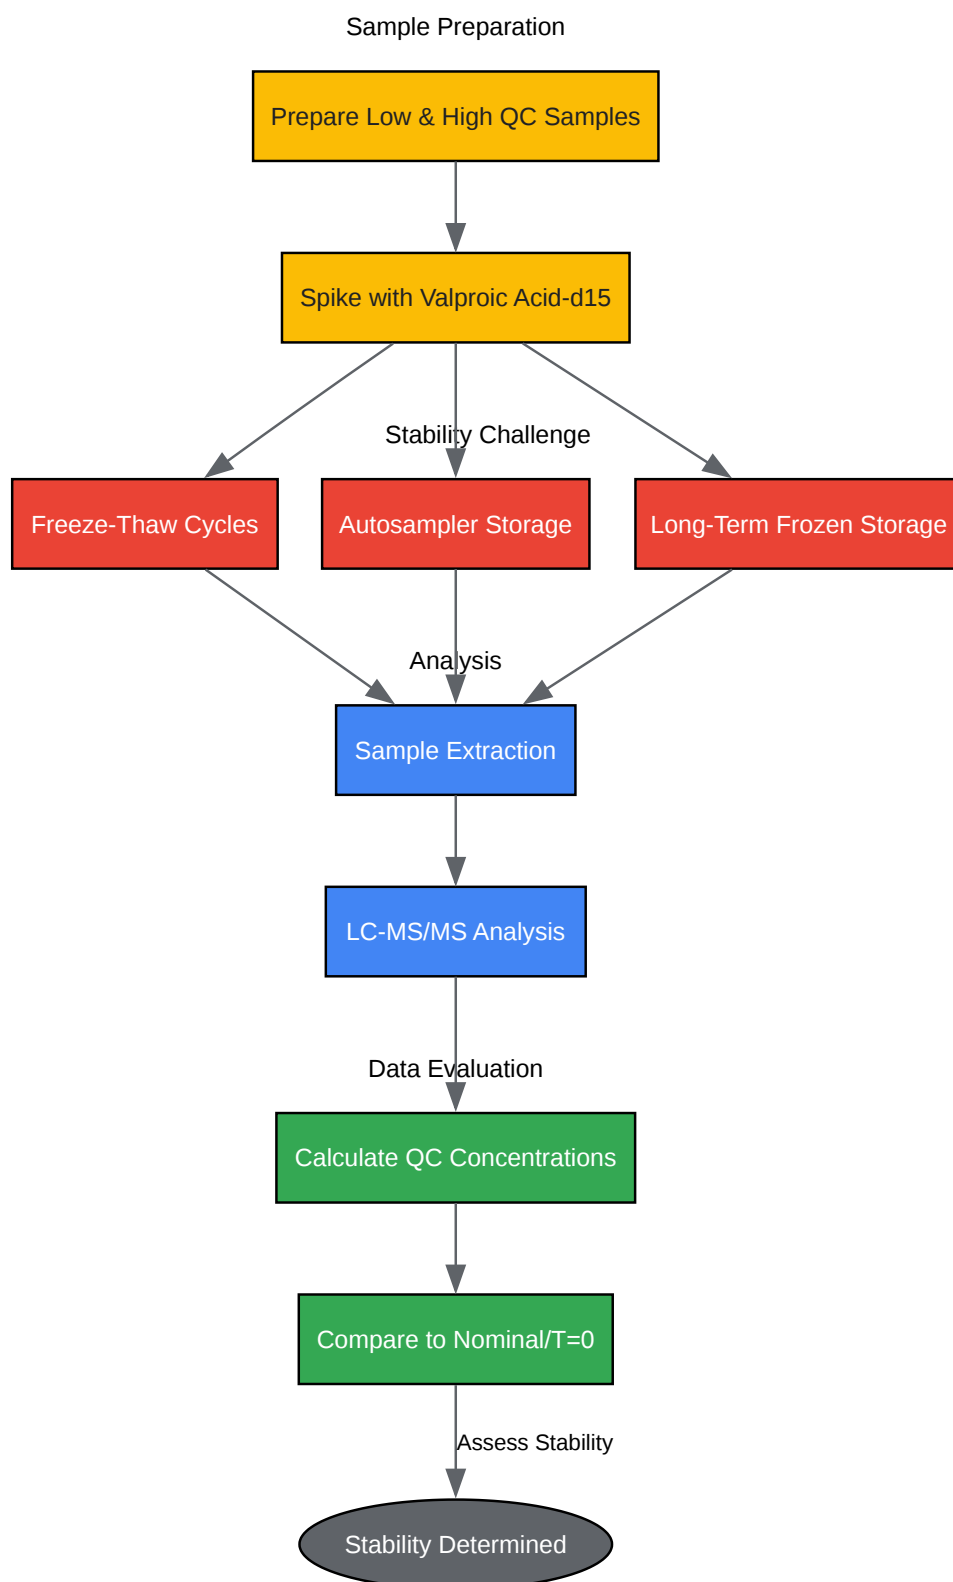 Sample Preparation
Prepare Low & High QC Samples
Spike with Valproic Acid-d15
Stability Challenge
Freeze-Thaw Cycles
Autosampler Storage
Long-Term Frozen Storage
Analysis
Sample Extraction
LC-MS/MS Analysis
Data Evaluation
Calculate QC Concentrations
Compare to Nominal/T=0
Assess Stability
Stability Determined